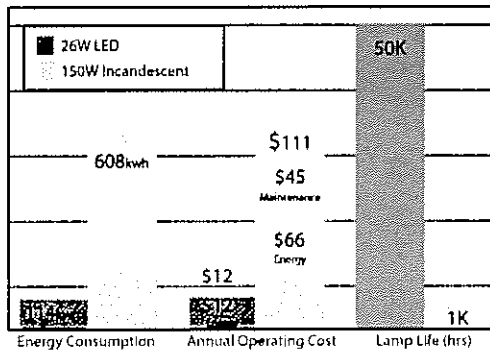 26W LED
150W Incandescent
50K
608kwh
$111
$45
Maintenance
$66
Energy
$12
$12
1K
Energy Consumption
Annual Operating Cost
Lamp Life (hrs)